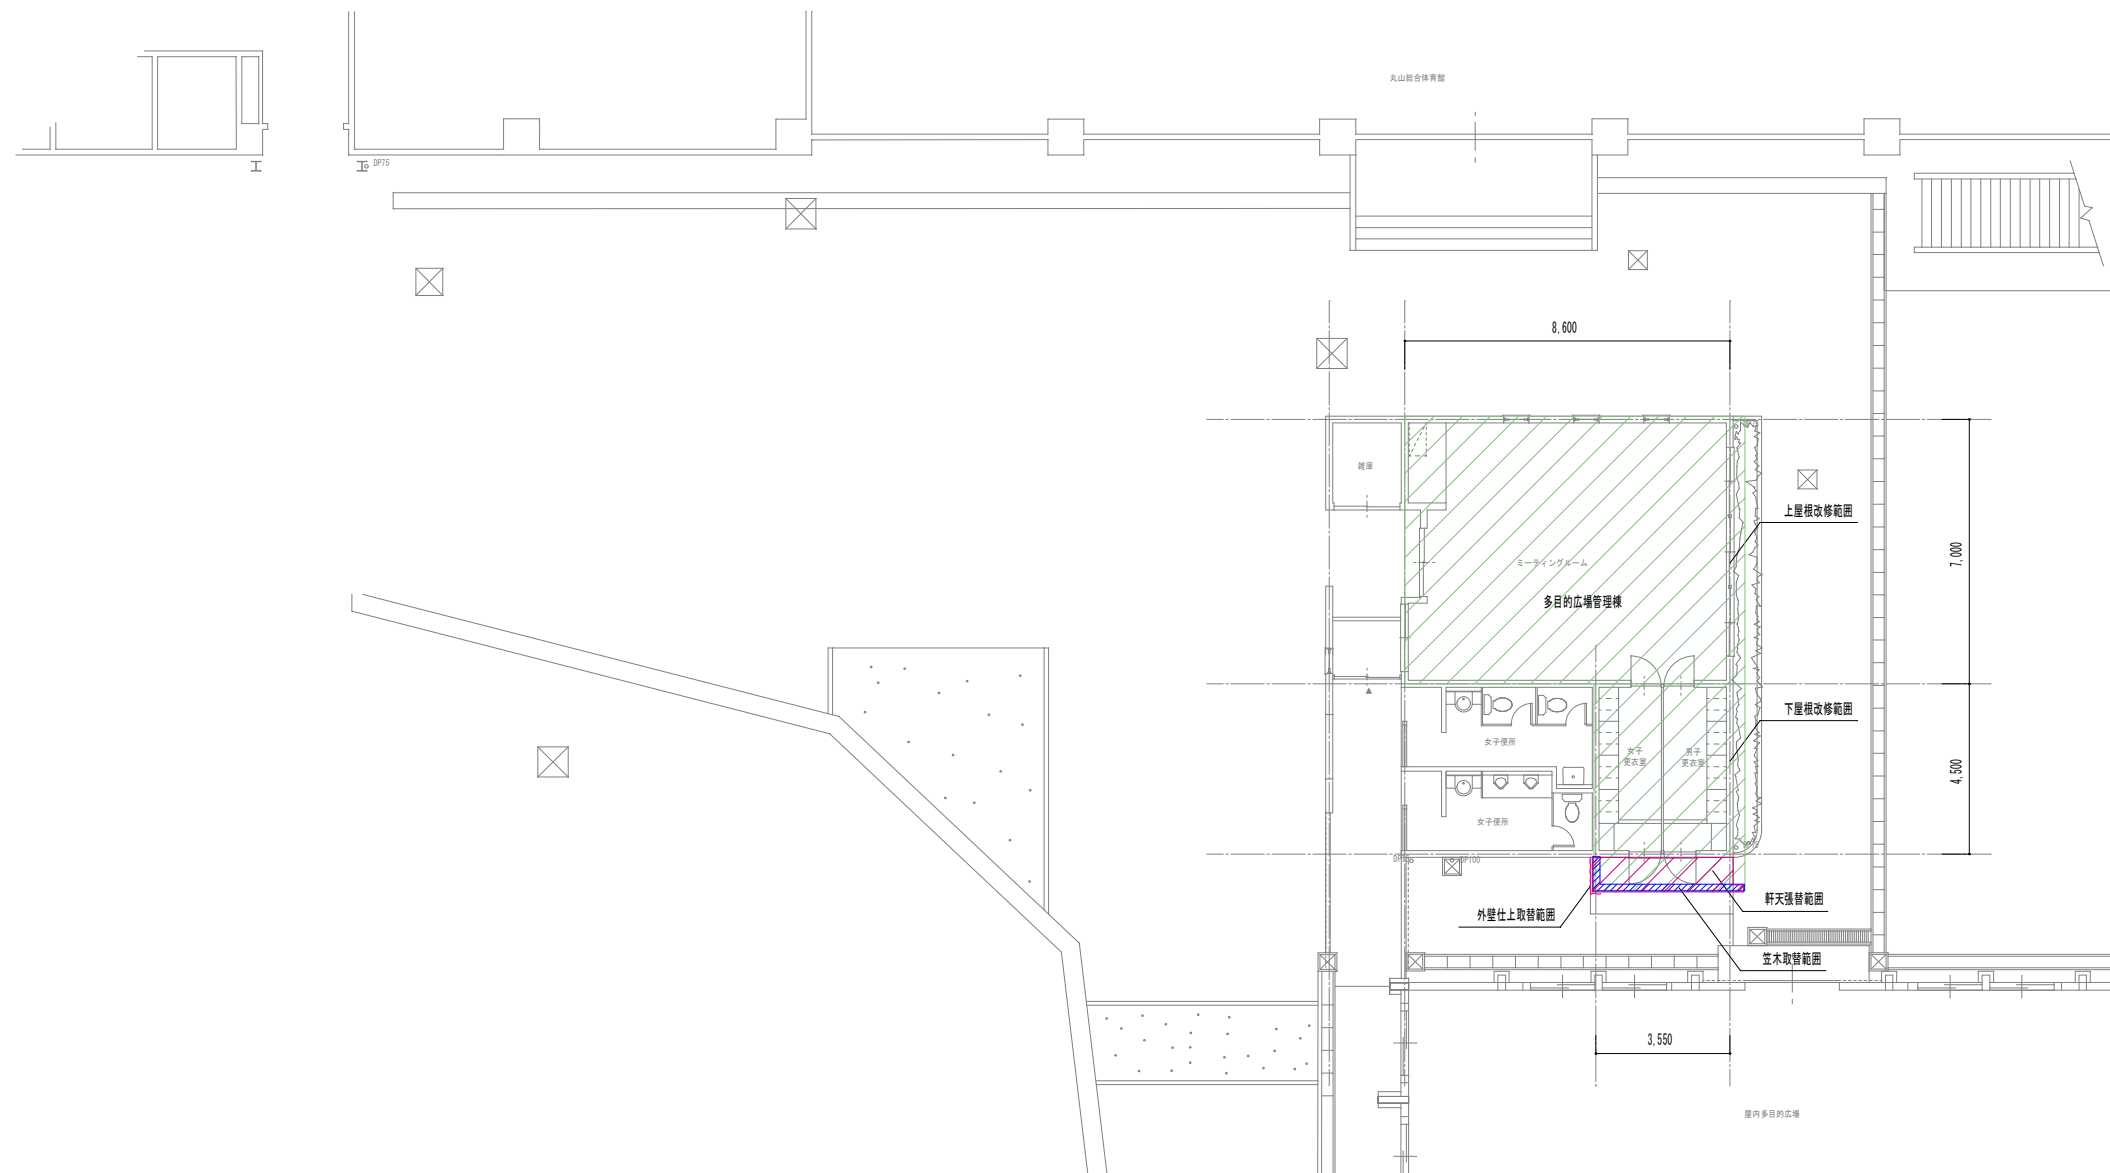 丸山総合体育館
DP75
8,600
雑庫
上屋根改修範囲
7,000
ミーティングルーム
多目的広場管理棟
下屋根改修範囲
女子便所
女子
更衣室
男子
更衣室
4,500
女子便所
DP100
軒天張替範囲
外壁仕上取替範囲
笠木取替範囲
3,550
屋内多目的広場